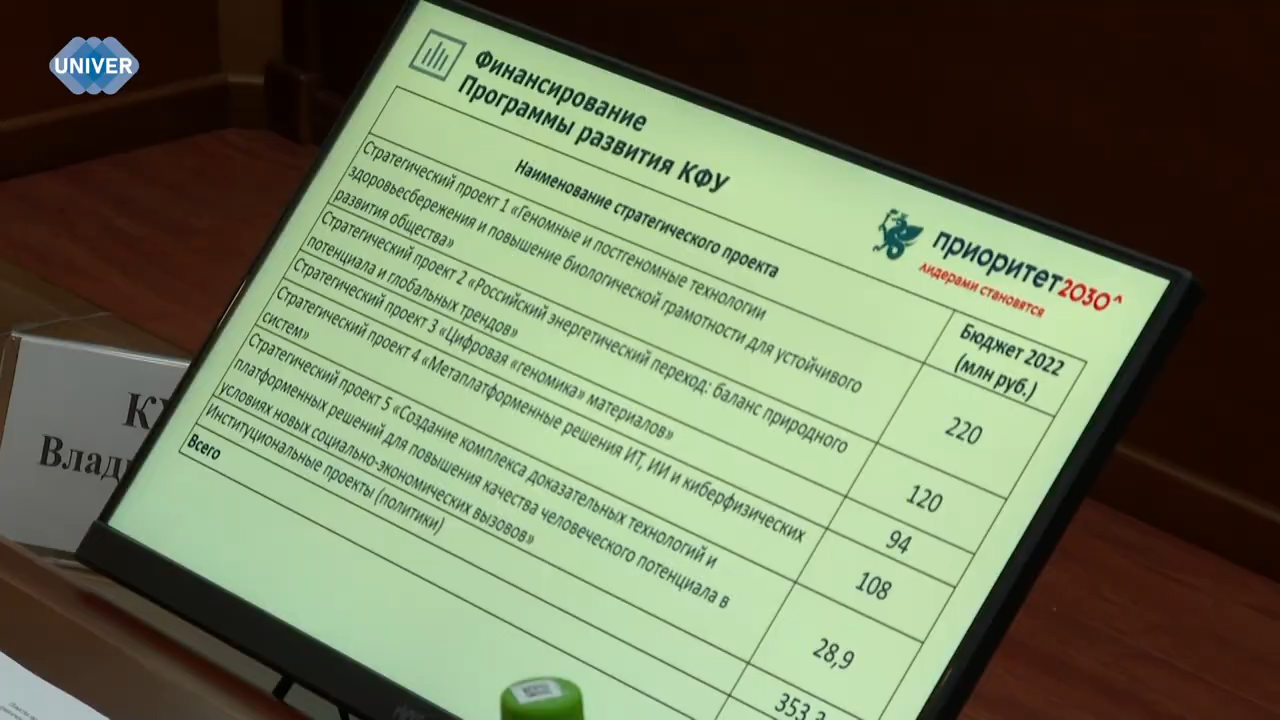 UNIVER
Финансирование
Программы развития КФУ
приоритет2030^
лидерами становятся
Наименование стратегического проекта
Бюджет 2022
(млн руб.)
Стратегический проект 1 «Геномные и постгеномные технологии
здоровьесбережения и повышение биологической грамотности для устойчивого
развития общества»
220
Стратегический проект 2 «Российский энергетический переход: баланс природного
потенциала и глобальных трендов»
120
Стратегический проект 3 «Цифровая «геномика» материалов»
94
Стратегический проект 4 «Метаплатформенные решения ИТ, ИИ и киберфизических
систем»
108
Стратегический проект 5 «Создание комплекса доказательных технологий и
платформенных решений для повышения качества человеческого потенциала в
условиях новых социально-экономических вызовов»
28,9
Институциональные проекты (политики)
Всего